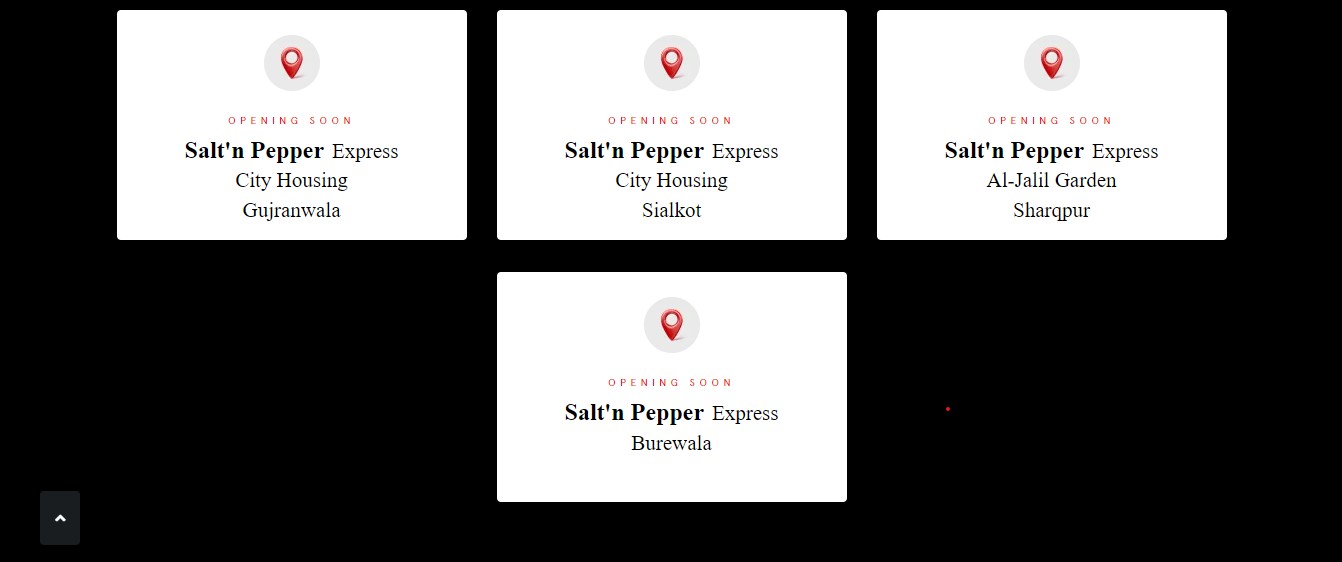 OPENING SOON
Salt'n Pepper Express
City Housing
Gujranwala
OPENING SOON
Salt'n Pepper Express
City Housing
Sialkot
OPENING SOON
Salt'n Pepper Express
Al-Jalil Garden
Sharqpur
OPENING SOON
Salt'n Pepper Express
Burewala